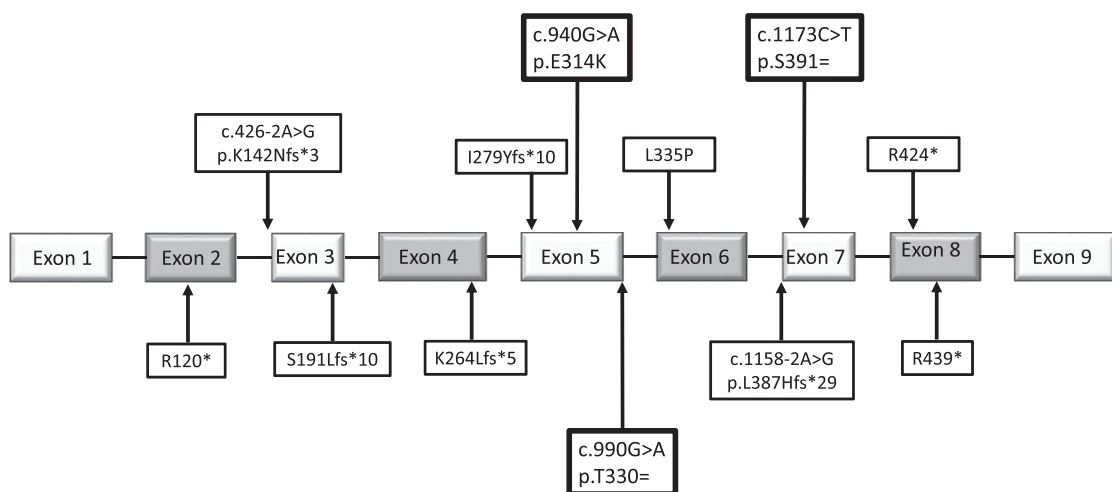 c.940G>A
p.E314K
c.1173C>T
p.S391=
c.426-2A>G
p.K142Nfs*3
I279Yfs*10
L335P
R424*
Exon 1
Exon 2
Exon 3
Exon 4
Exon 5
Exon 6
Exon 7
Exon 8
Exon 9
R120*
S191Lfs*10
K264Lfs*5
c.1158-2A>G
p.L387Hfs*29
R439*
c.990G>A
p.T330=